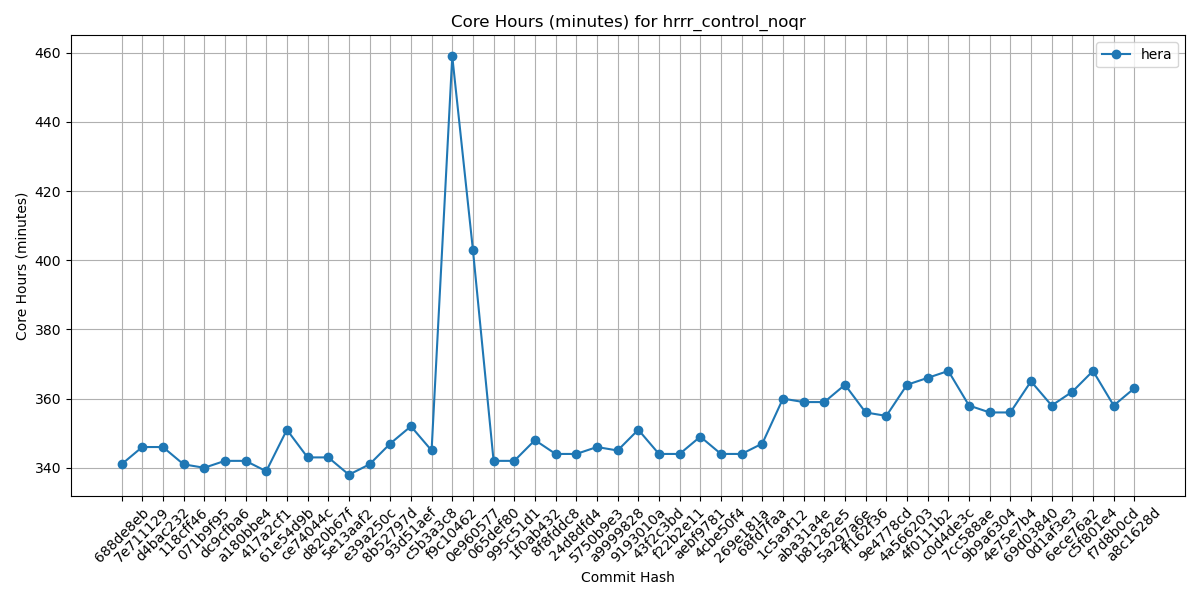 Core Hours (minutes) for hrrr_control_noqr
hera
Core Hours (minutes)
460
440
420
400
380
360
340
688de8eb
7e711129
d4bac232
118cff46
071b9f95
dc9cfba6
a180bbe4
417a2cf1
61e54d9b
ce74044c
d820b67f
5e13aaf2
e39a250c
8b52797d
93d51aef
c5b3a3c8
f9c10462
0e960577
065def80
995c51d1
1f0ab432
8f8fddc8
24d8dfd4
5750b9e3
a9999828
9193010a
43f2c3bd
f22b2e11
aebf9781
4cbe50f4
269e181a
68fd7faa
1c5a9f12
aba31a4e
b81282e5
5a297a6e
ff162f36
9e4778cd
4a566203
4f0111b2
c0d4de3c
7cc588ae
9b9a6304
4e75e7b4
69d03840
0d1af3e3
6ece76a2
c5f801e4
f7d8b0cd
a8c1628d
Commit Hash